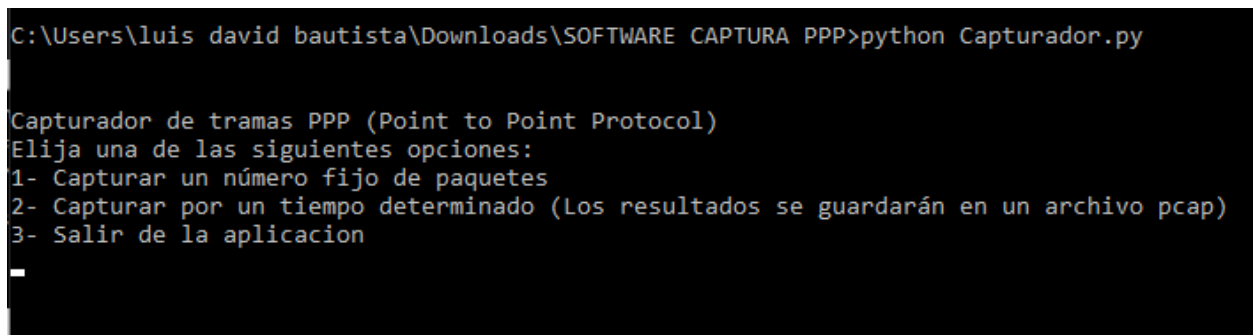 C:\Users\luis david bautista\Downloads\SOFTWARE CAPTURA PPP>python Capturador.py
Capturador de tramas PPP (Point to Point Protocol)
Elija una de las siguientes opciones:
1- Capturar un número fijo de paquetes
2- Capturar por un tiempo determinado (Los resultados se guardarán en un archivo pcap)
3- Salir de la aplicacion